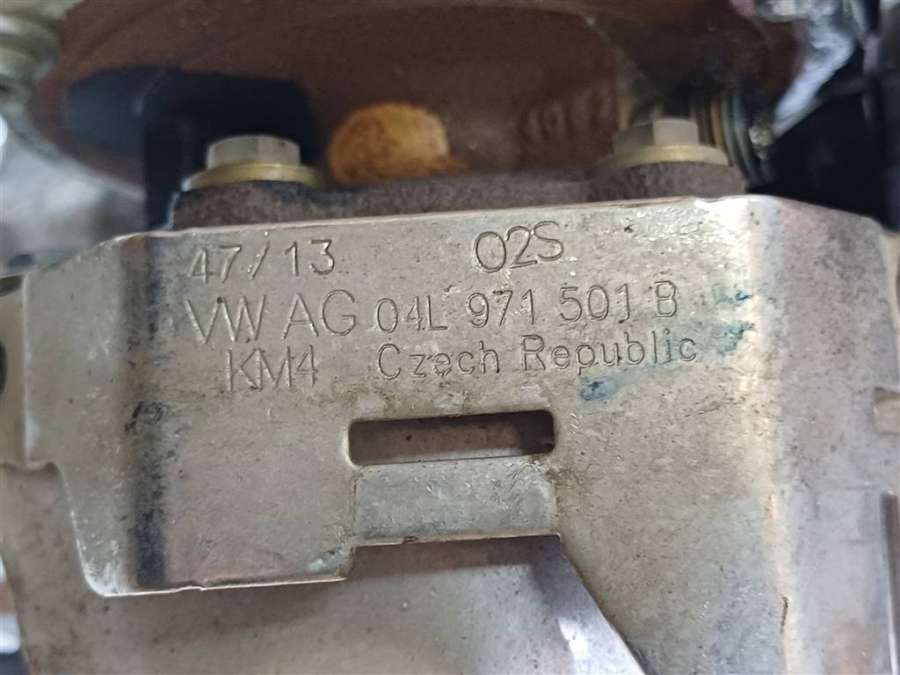 47/13 02S
VW AG 04L 971 501 B
KM4 Czech Republic